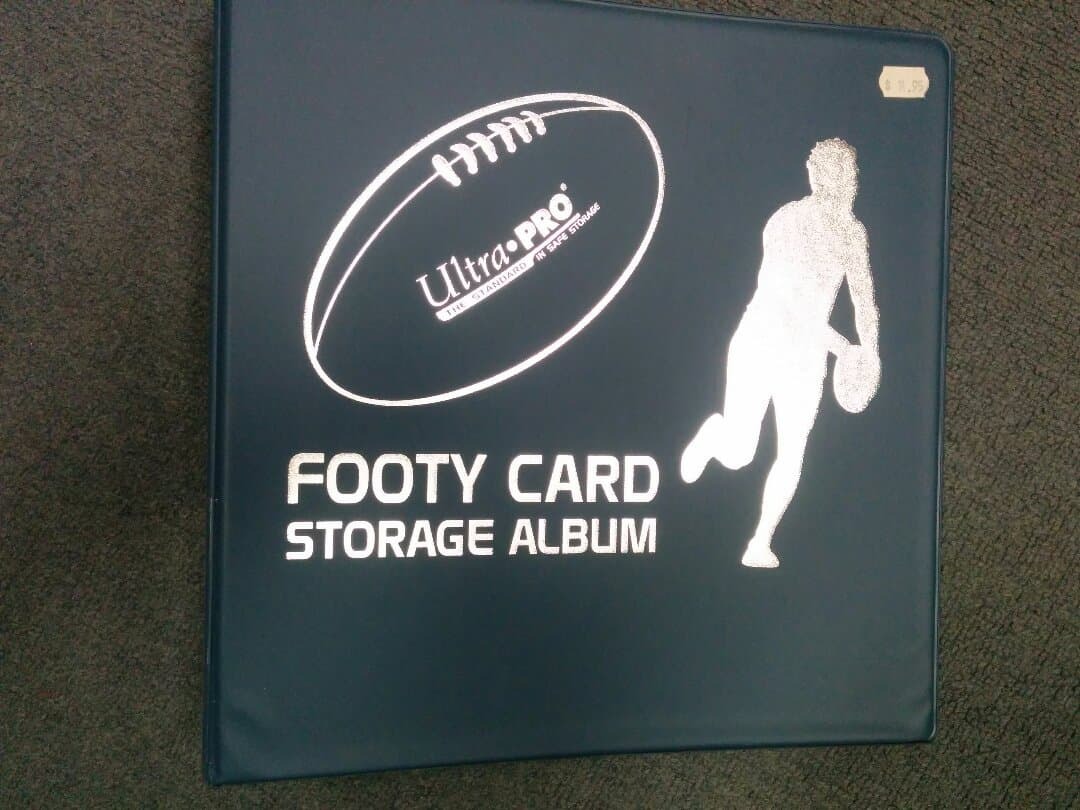 Ultra•PRO®
THE STANDARD IN SAFE STORAGE
FOOTY CARD
STORAGE ALBUM